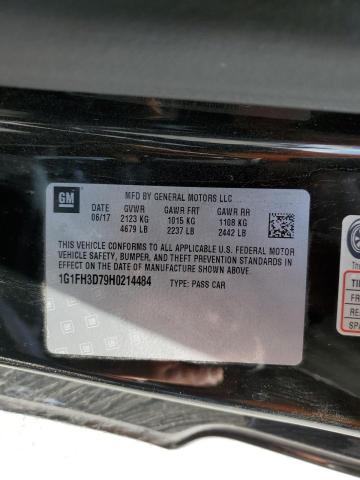 GM
MFD BY GENERAL MOTORS LLC
DATE GVWR GAWR FRT GAWR RR
06/17 2123 KG 1015 KG 1108 KG
4679 LB 2237 LB 2442 LB
THIS VEHICLE CONFORMS TO ALL APPLICABLE U.S. FEDERAL MOTOR
VEHICLE SAFETY, BUMPER, AND THEFT PREVENTION STANDARDS IN
EFFECT ON THE DATE OF MANUFACTURE SHOWN ABOVE.
1G1FH3D79H0214484 TYPE: PASS CAR